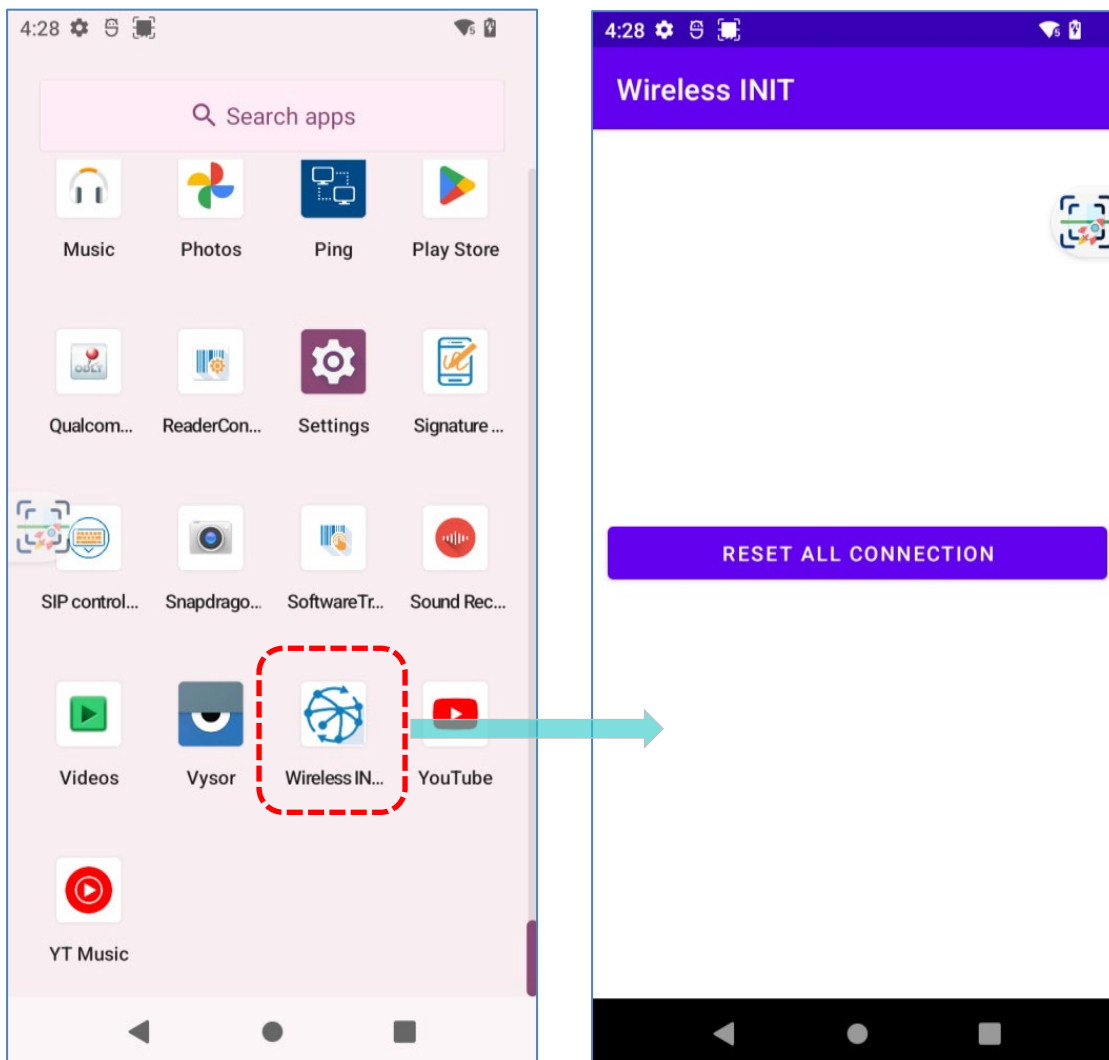 4:28
Search apps
Music Photos Ping Play Store
Qualcom... ReaderCon... Settings Signature ...
SIP control... Snapdrago... SoftwareTr... Sound Rec...
Videos Vysor Wireless IN... YouTube
YT Music
4:28
Wireless INIT
RESET ALL CONNECTION